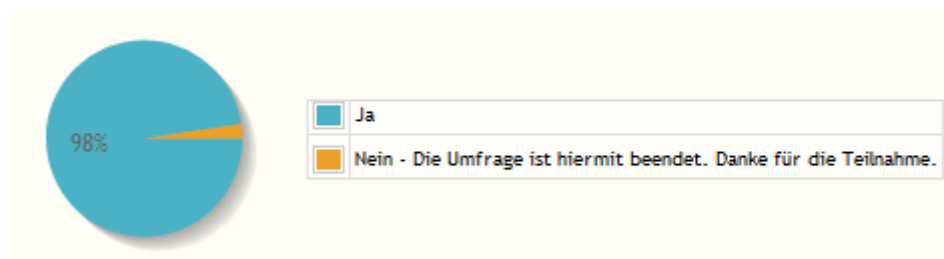 98%
Ja
Nein - Die Umfrage ist hiermit beendet. Danke für die Teilnahme.